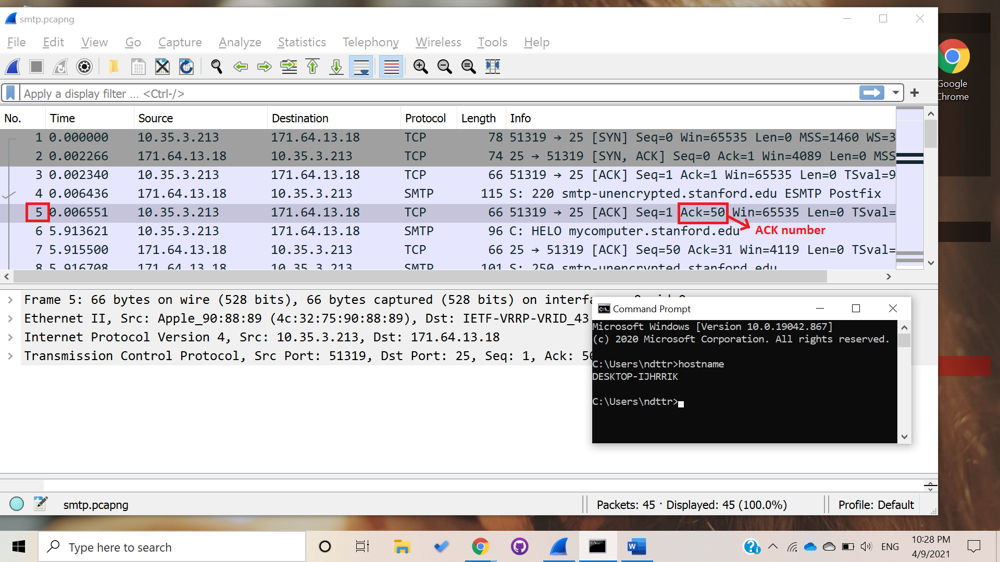 smtp.pcapng
File Edit View Go Capture Analyze Statistics Telephony Wireless Tools Help
Apply a display filter ... <Ctrl-/>
No. Time Source Destination Protocol Length Info
1 0.000000 10.35.3.213 171.64.13.18 TCP 78 51319 → 25 [SYN] Seq=0 Win=65535 Len=0 MSS=1460 WS=3
2 0.002266 171.64.13.18 10.35.3.213 TCP 74 25 → 51319 [SYN, ACK] Seq=0 Ack=1 Win=4089 Len=0 MSS
3 0.002340 10.35.3.213 171.64.13.18 TCP 66 51319 → 25 [ACK] Seq=1 Ack=1 Win=65535 Len=0 TSval=9
4 0.006436 171.64.13.18 10.35.3.213 SMTP 115 S: 220 smtp-unencrypted.stanford.edu ESMTP Postfix
5 0.006551 10.35.3.213 171.64.13.18 TCP 66 51319 → 25 [ACK] Seq=1 Ack=50 Win=65535 Len=0 TSval=
6 5.913621 10.35.3.213 171.64.13.18 SMTP 96 C: HELO mycomputer.stanford.edu
ACK number
7 5.915500 171.64.13.18 10.35.3.213 TCP 66 25 → 51319 [ACK] Seq=50 Ack=31 Win=4119 Len=0 TSval=
8 5.916708 171.64.13.18 10.35.3.213 SMTP 101 S: 250 smtp-unencrypted.stanford.edu
Frame 5: 66 bytes on wire (528 bits), 66 bytes captured (528 bits) on interfa
Ethernet II, Src: Apple_90:88:89 (4c:32:75:90:88:89), Dst: IETF-VRRP-VRID_43
Internet Protocol Version 4, Src: 10.35.3.213, Dst: 171.64.13.18
Transmission Control Protocol, Src Port: 51319, Dst Port: 25, Seq: 1, Ack: 50
Command Prompt
Microsoft Windows [Version 10.0.19042.867]
(c) 2020 Microsoft Corporation. All rights reserved.
C:\Users\ndttr>hostname
DESKTOP-IJHRRIK
C:\Users\ndttr>
smtp.pcapng
Packets: 45 · Displayed: 45 (100.0%)
Profile: Default
Google
Chrome
Type here to search
ENG
10:28 PM
4/9/2021